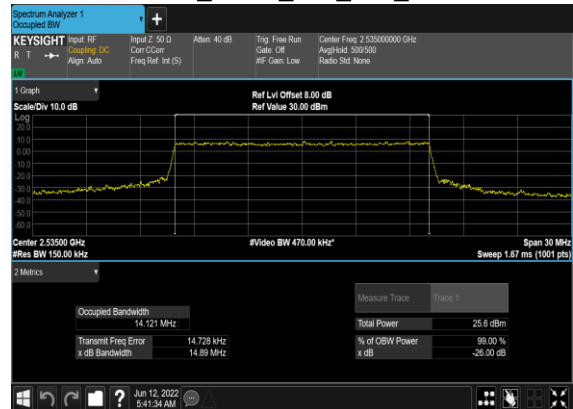 Spectrum Analyzer 1
Occupied BW
+
KEYSIGHT Input: RF Input Z: 50 Ω Atten: 40 dB Trig: Free Run Center Freq: 2.535000000 GHz
R T Coupling: DC Corr CCorr Gate: Off Avg|Hold: 500/500
Align: Auto Freq Ref: Int (S) #IF Gain: Low Radio Std: None
1 Graph
Ref Lvl Offset 8.00 dB
Scale/Div 10.0 dB Ref Value 30.00 dBm
Log
20.0
10.0
0.00
-10.0
-20.0
-30.0
-40.0
-50.0
-60.0
Center 2.53500 GHz #Video BW 470.00 kHz* Span 30 MHz
#Res BW 150.00 kHz Sweep 1.67 ms (1001 pts)
2 Metrics
Measure Trace Trace 1
Occupied Bandwidth
14.121 MHz
Total Power 25.6 dBm
Transmit Freq Error 14.728 kHz % of OBW Power 99.00 %
x dB Bandwidth 14.89 MHz x dB -26.00 dB
? Jun 12, 2022
5:41:34 AM